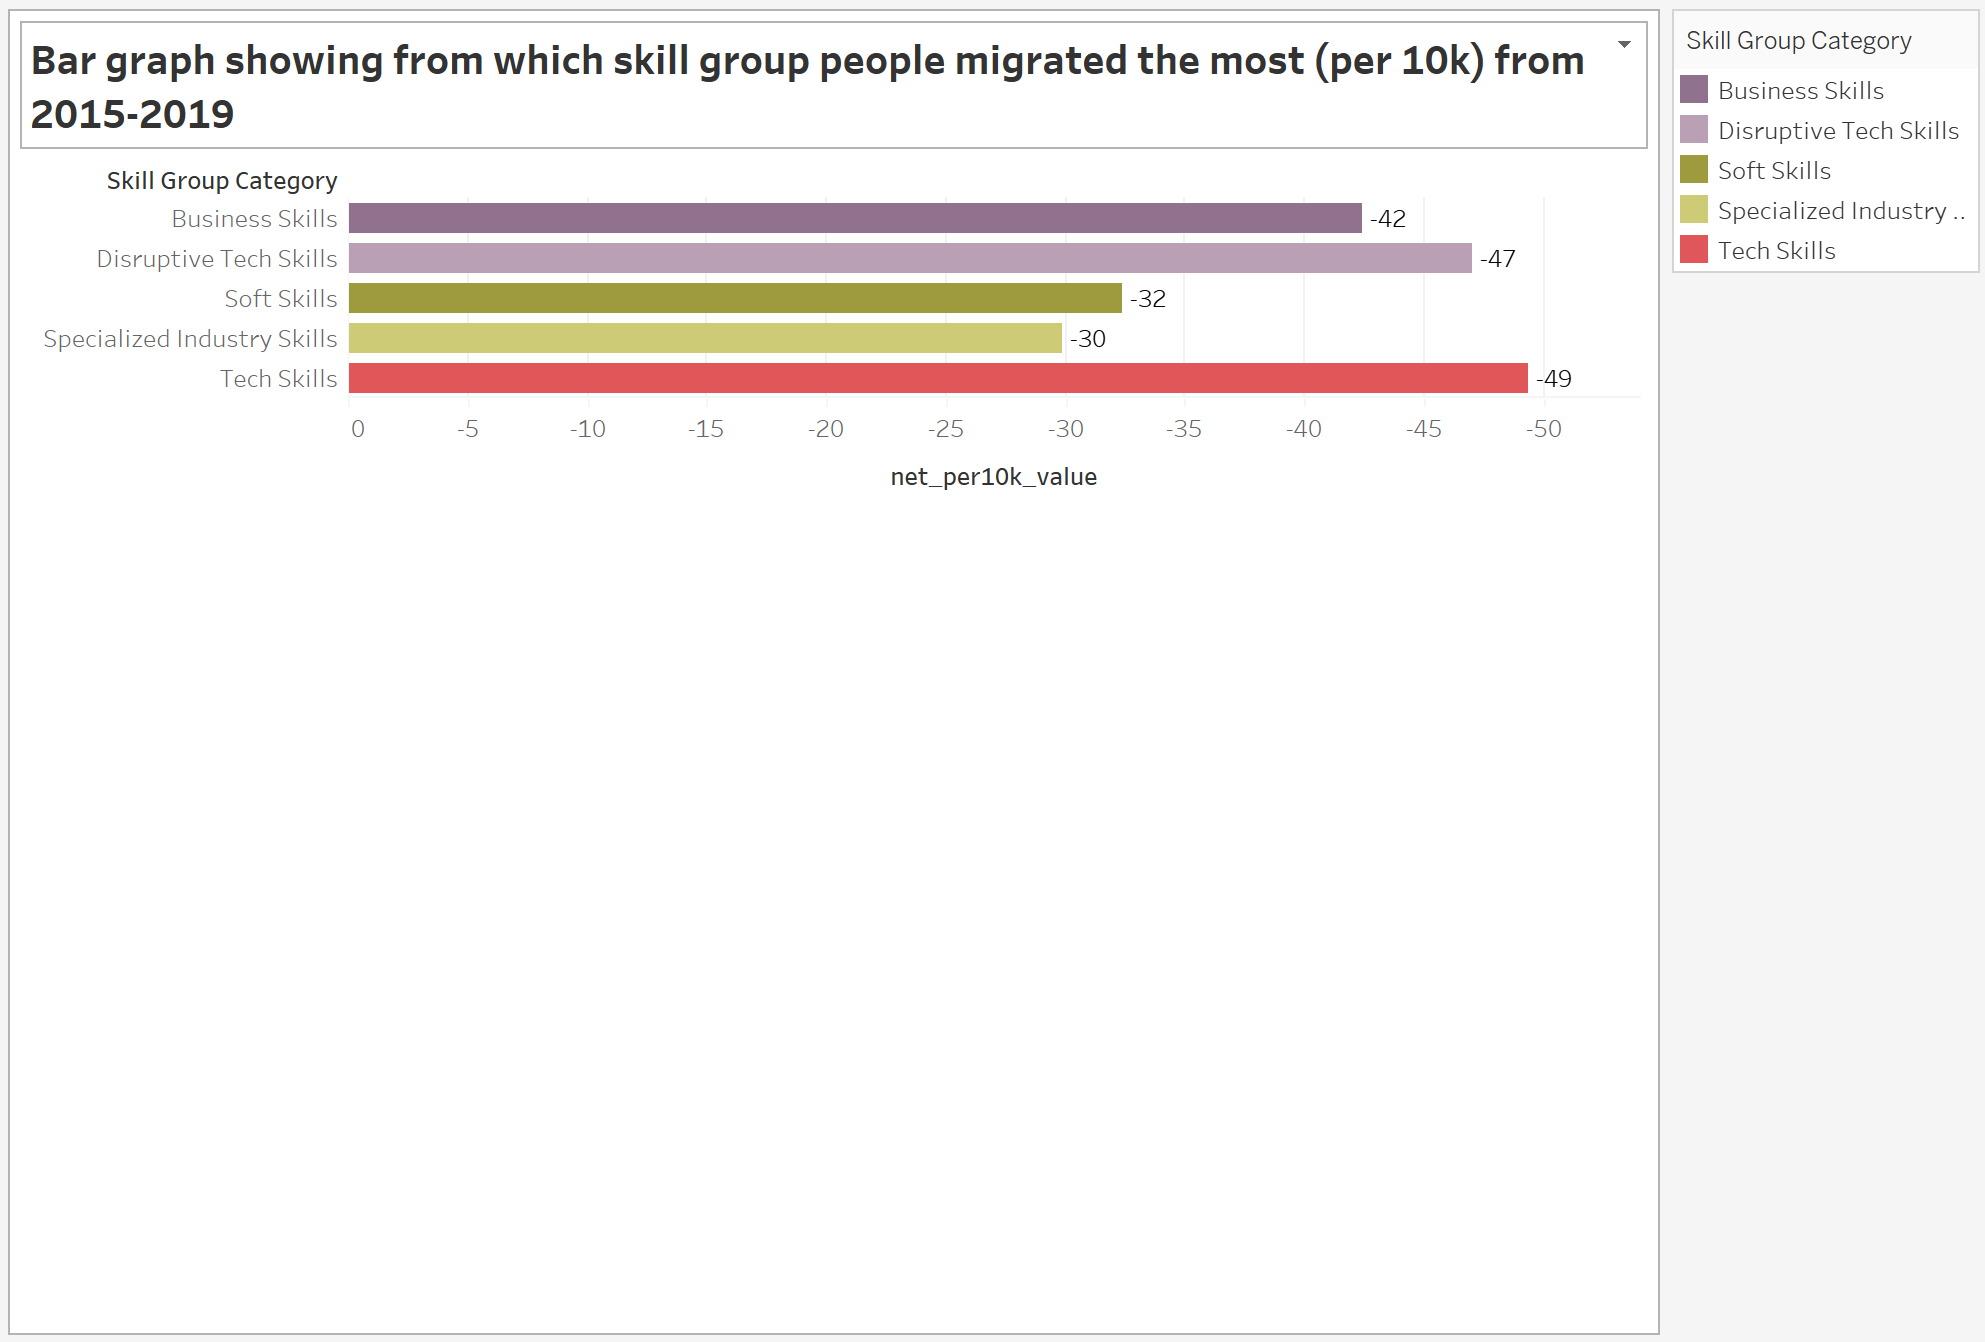 Bar graph showing from which skill group people migrated the most (per 10k) from
2015-2019
Skill Group Category
Business Skills -42
Disruptive Tech Skills -47
Soft Skills -32
Specialized Industry Skills -30
Tech Skills -49
0 -5 -10 -15 -20 -25 -30 -35 -40 -45 -50
net_per10k_value
Skill Group Category
Business Skills
Disruptive Tech Skills
Soft Skills
Specialized Industry ..
Tech Skills